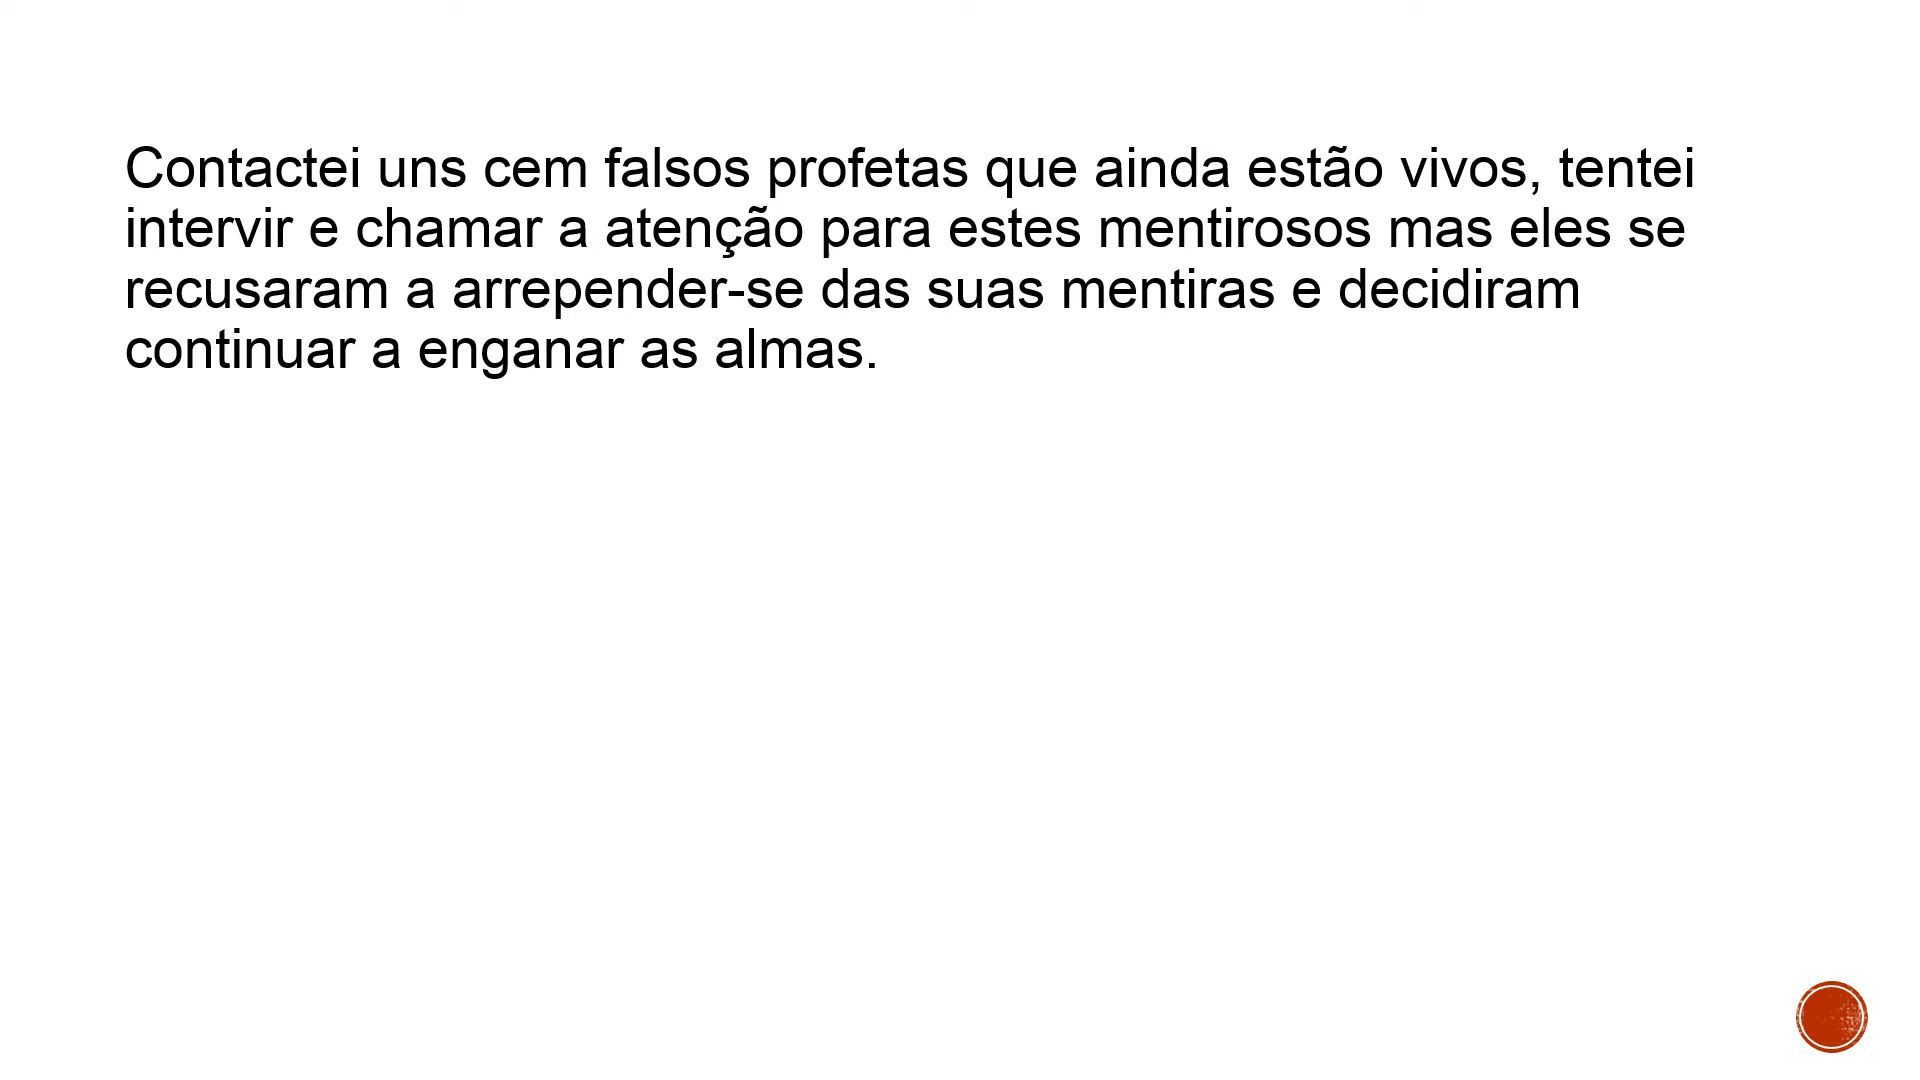 Contactei uns cem falsos profetas que ainda estão vivos, tentei
intervir e chamar a atenção para estes mentirosos mas eles se
recusaram a arrepender-se das suas mentiras e decidiram
continuar a enganar as almas.